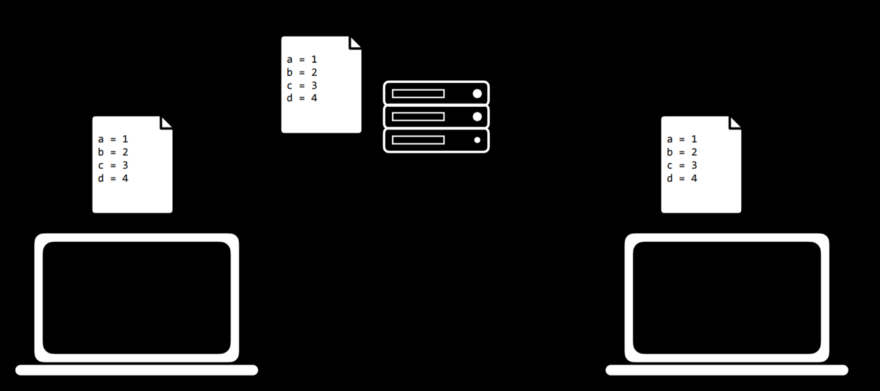 a = 1
b = 2
c = 3
d = 4
a = 1
b = 2
c = 3
d = 4
a = 1
b = 2
c = 3
d = 4